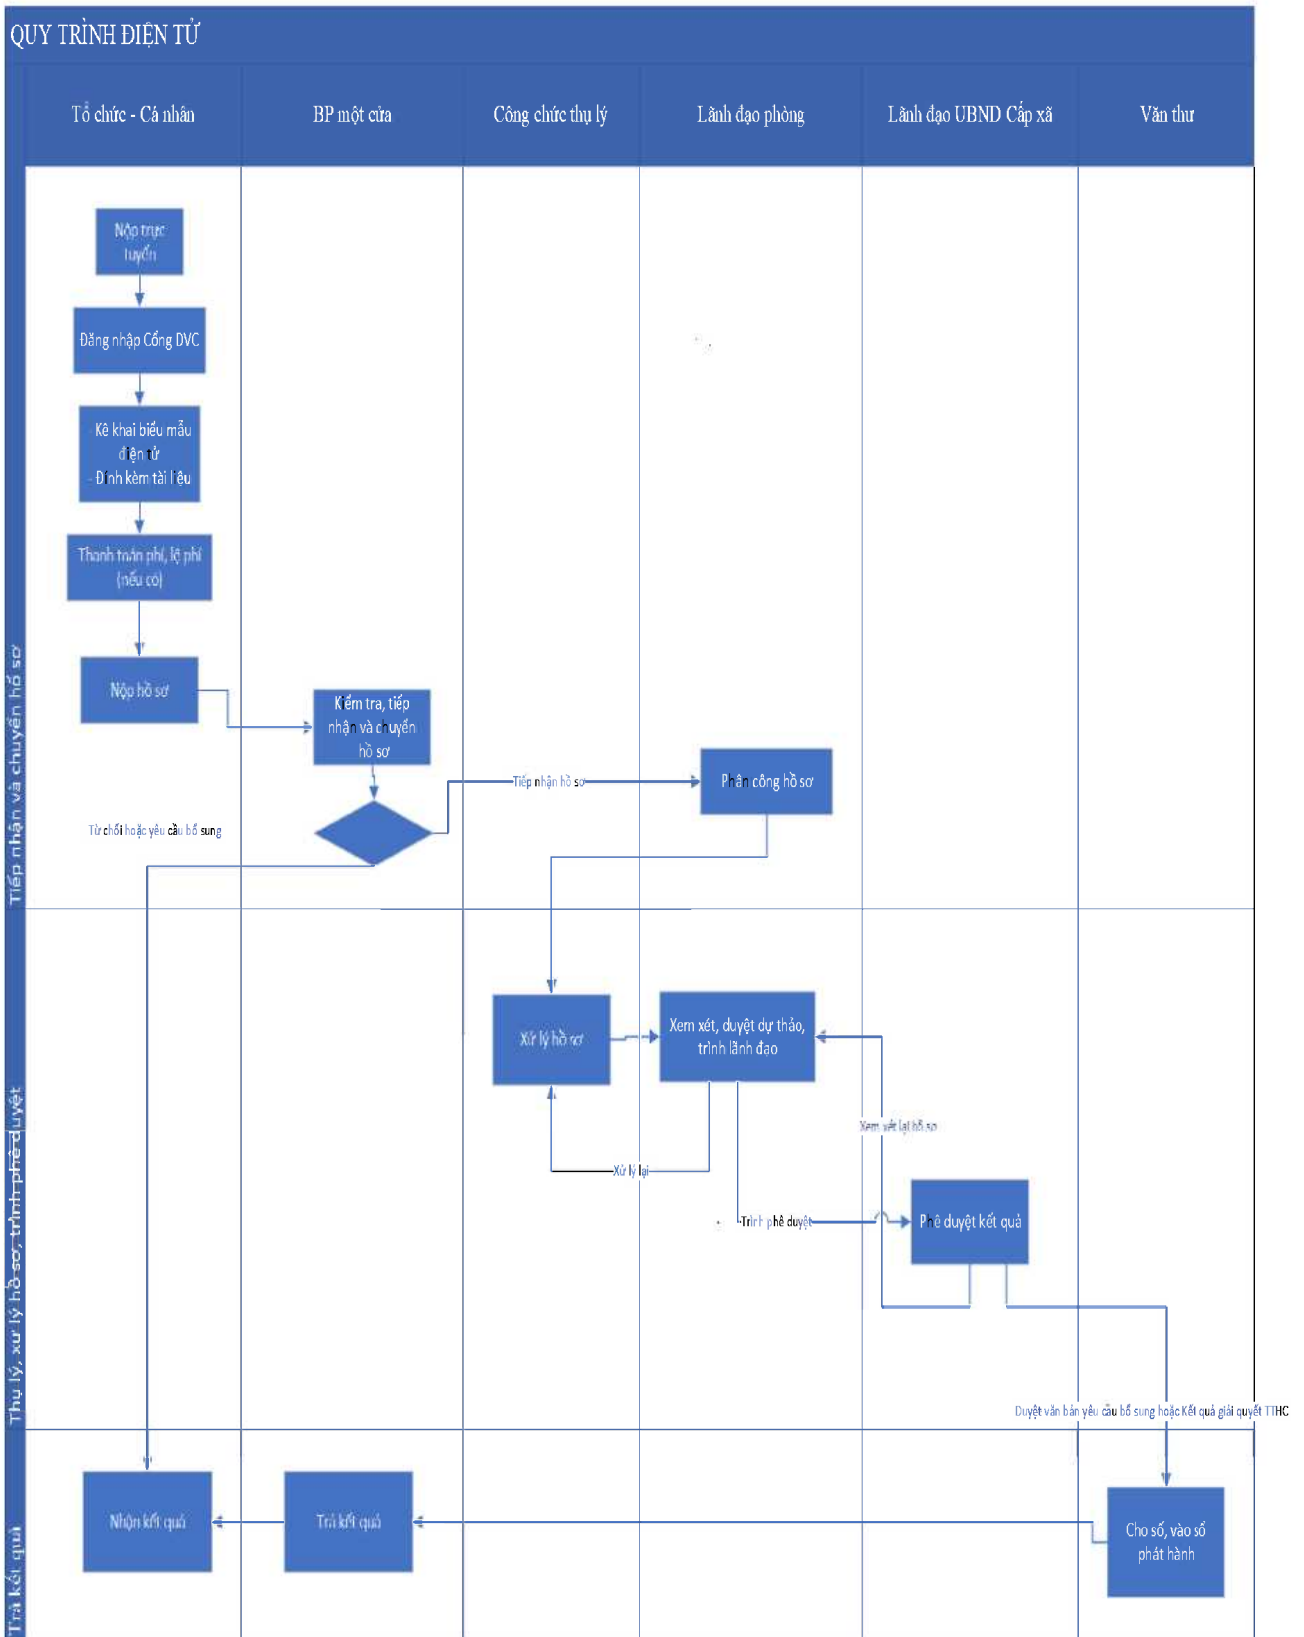 QUY TRÌNH ĐIỆN TỬ
Tổ chức - Cá nhân
BP một cửa
Công chức thụ lý
Lãnh đạo phòng
Lãnh đạo UBND Cấp xã
Văn thư
Tiếp nhận và chuyển hồ sơ
Nộp trực
tuyến
Đăng nhập Cổng DVC
- Kê khai biểu mẫu
điện tử
- Đính kèm tài liệu
Thanh toán phí, lệ phí
(nếu có)
Nộp hồ sơ
Kiểm tra, tiếp
nhận và chuyển
hồ sơ
Tiếp nhận hồ sơ
Phân công hồ sơ
Từ chối hoặc yêu cầu bổ sung
Thụ lý, xử lý hồ sơ, trình phê duyệt
Xử lý hồ sơ
Xem xét, duyệt dự thảo,
trình lãnh đạo
Xem xét lại hồ sơ
Xử lý lại
Trình phê duyệt
Phê duyệt kết quả
Duyệt văn bản yêu cầu bổ sung hoặc Kết quả giải quyết TTHC
Trả kết quả
Nhận kết quả
Trả kết quả
Cho số, vào sổ
phát hành